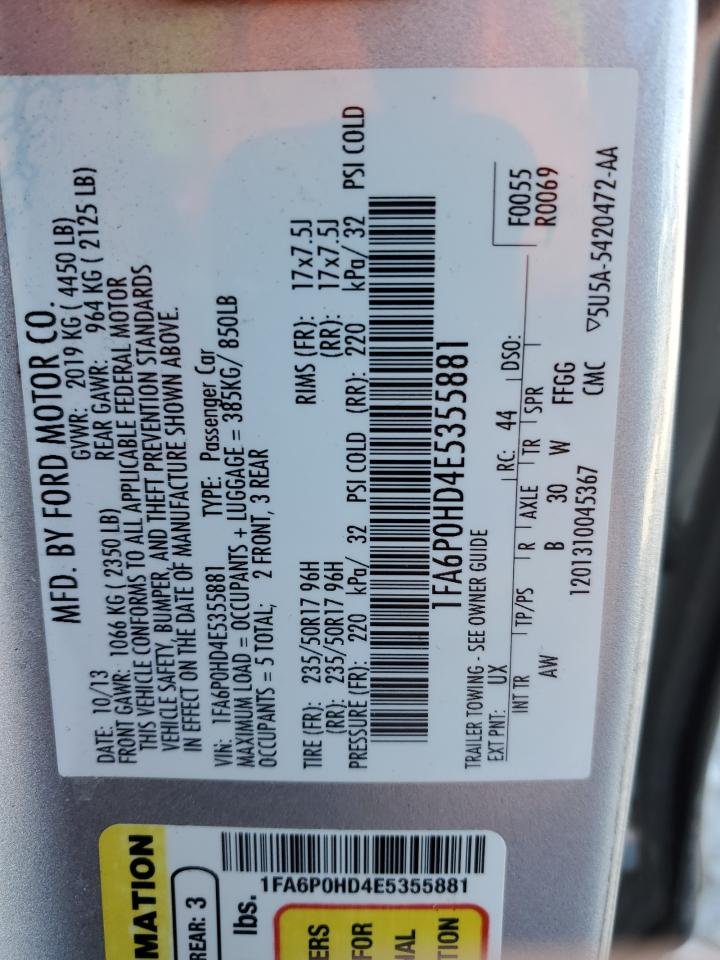 MFD. BY FORD MOTOR CO.
DATE: 10/13 GVWR: 2019 KG ( 4450 LB)
FRONT GAWR: 1066 KG ( 2350 LB) REAR GAWR: 964 KG ( 2125 LB)
THIS VEHICLE CONFORMS TO ALL APPLICABLE FEDERAL MOTOR
VEHICLE SAFETY, BUMPER, AND THEFT PREVENTION STANDARDS
IN EFFECT ON THE DATE OF MANUFACTURE SHOWN ABOVE.
VIN: 1FA6P0HD4E5355881 TYPE: Passenger Car
MAXIMUM LOAD = OCCUPANTS + LUGGAGE = 385KG/ 850LB
OCCUPANTS = 5 TOTAL; 2 FRONT, 3 REAR
TIRE (FR): 235/50R17 96H RIMS (FR): 17x7.5J
(RR): 235/50R17 96H (RR): 17x7.5J
PRESSURE (FR): 220 kPa/ 32 PSI COLD (RR): 220 kPa/ 32 PSI COLD
1FA6P0HD4E5355881
TRAILER TOWING - SEE OWNER GUIDE F0055
EXT PNT: UX RC: 44 DSO: R0069
INT TR TP/PS R AXLE TR SPR
AW B 30 W FFGG
1201310045367 CMC ▽5U5A-5420472-AA
MATION
REAR: 3
lbs.
1FA6P0HD4E5355881
ERS
FOR
NAL
TION